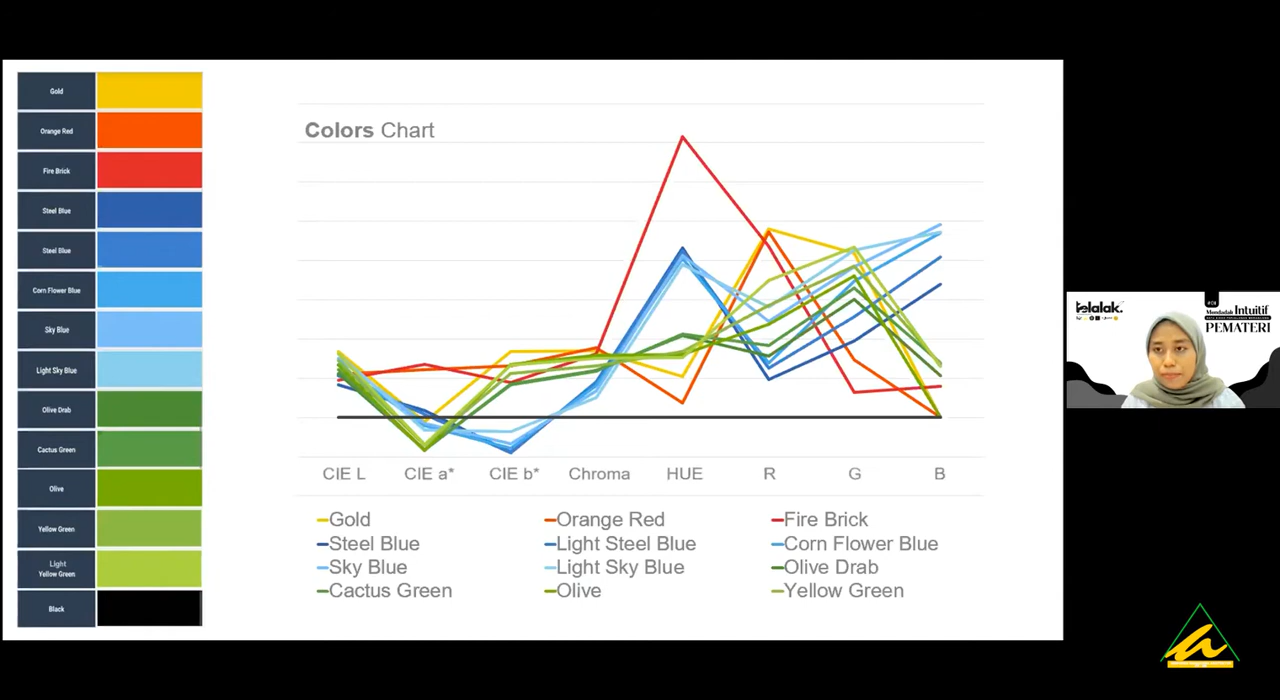 Gold
Orange Red
Fire Brick
Steel Blue
Steel Blue
Corn Flower Blue
Sky Blue
Light Sky Blue
Olive Drab
Cactus Green
Olive
Yellow Green
Light
Yellow Green
Black
Colors Chart
CIE L CIE a* CIE b* Chroma HUE R G B
Gold Orange Red Fire Brick
Steel Blue Light Steel Blue Corn Flower Blue
Sky Blue Light Sky Blue Olive Drab
Cactus Green Olive Yellow Green
telalak.
Mendadak Intuitif
PEMATERI